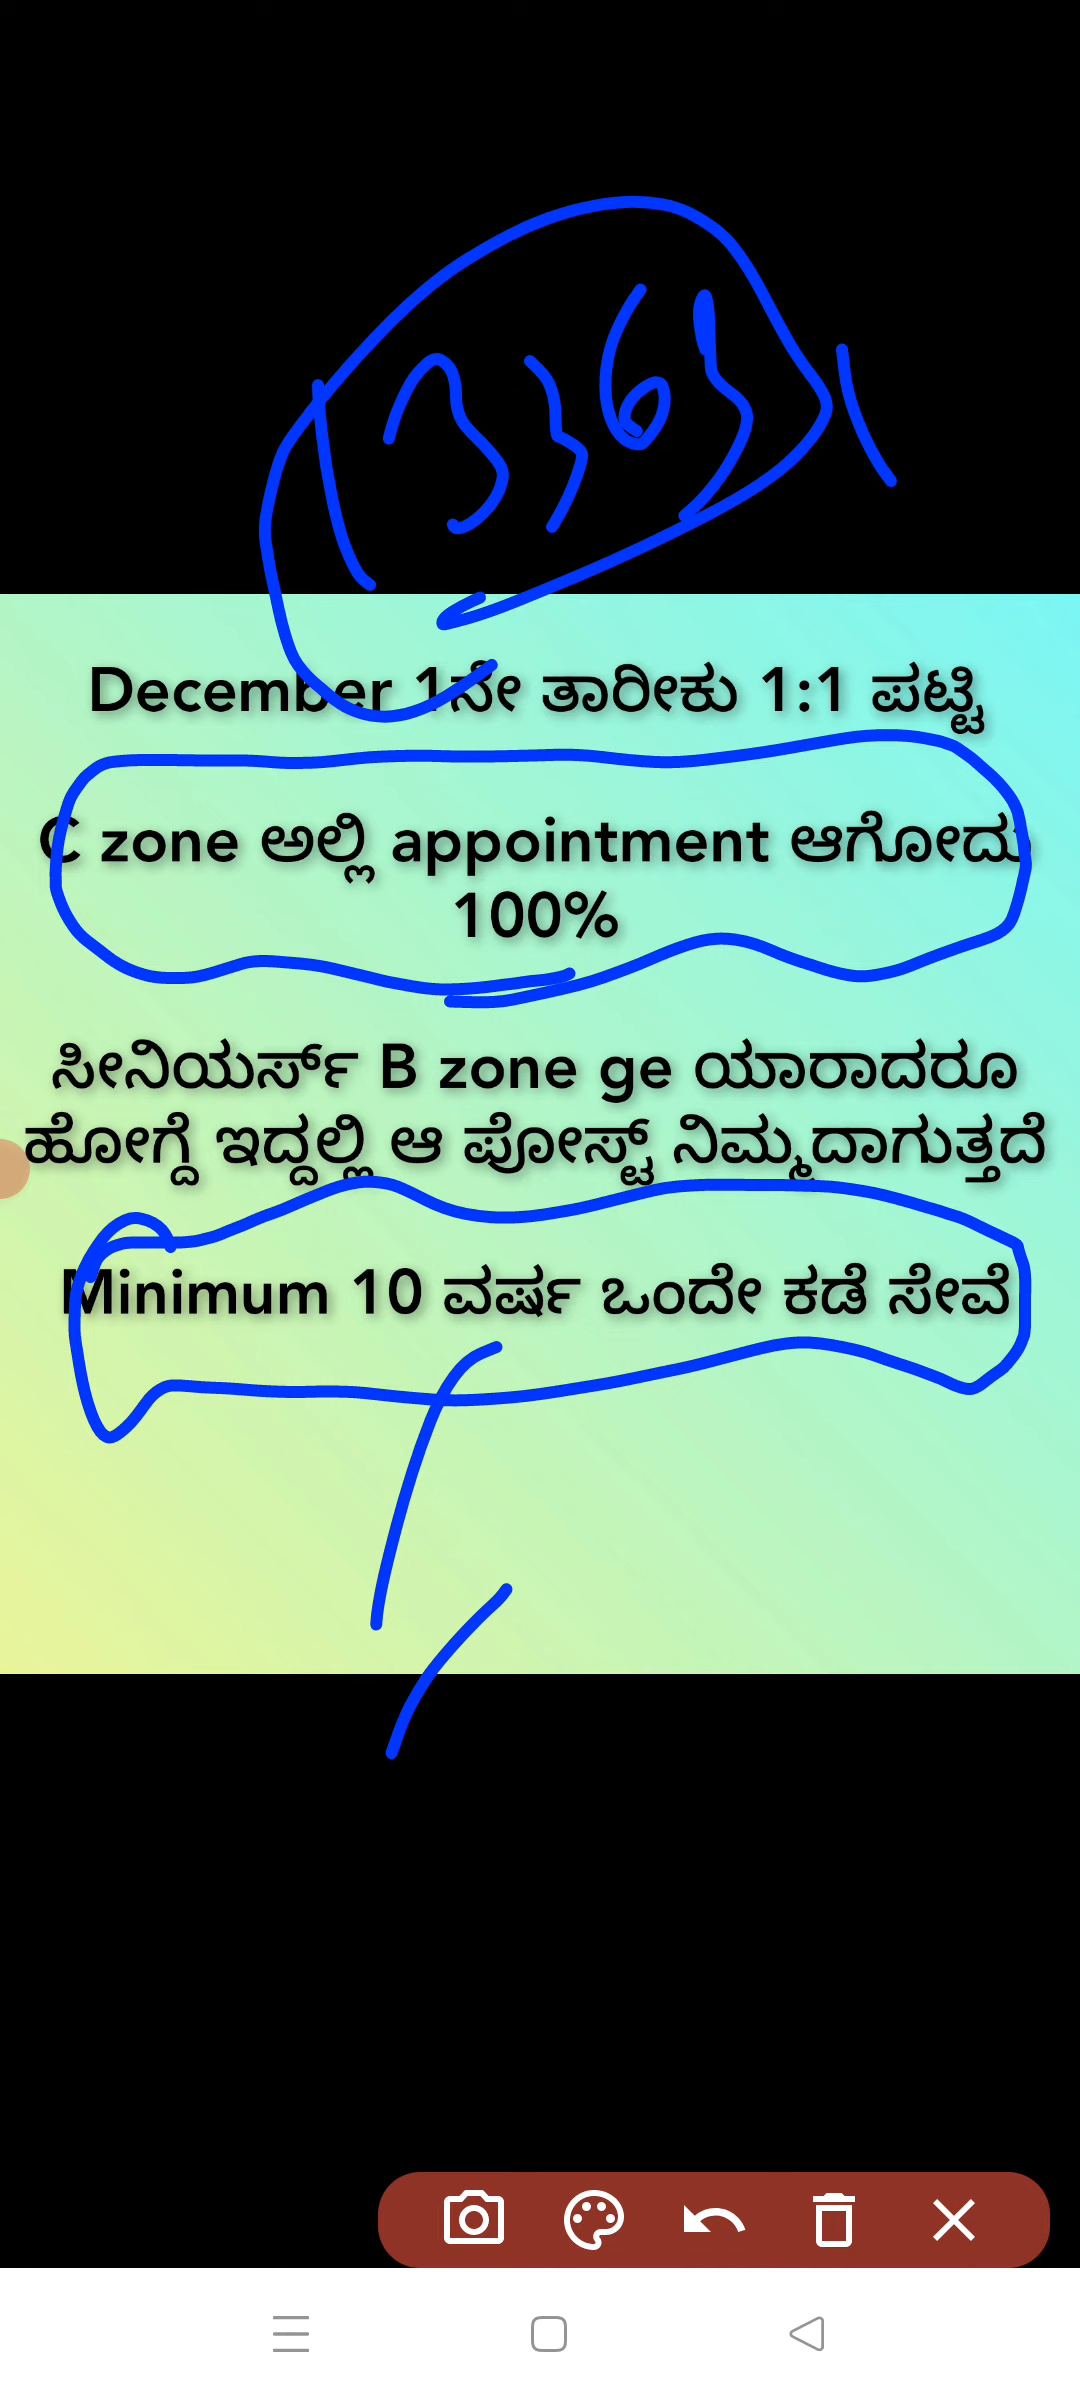 13363
December 1ನೇ ತಾರೀಕು 1:1 ಪಟ್ಟಿ
C zone ಅಲ್ಲಿ appointment ಆಗೋದು
100%
ಸೀನಿಯರ್ಸ್ B zone ge ಯಾರಾದರೂ
ಹೋಗ್ದೆ ಇದ್ದಲ್ಲಿ ಆ ಪೋಸ್ಟ್ ನಿಮ್ಮದಾಗುತ್ತದೆ
Minimum 10 ವರ್ಷ ಒಂದೇ ಕಡೆ ಸೇವೆ